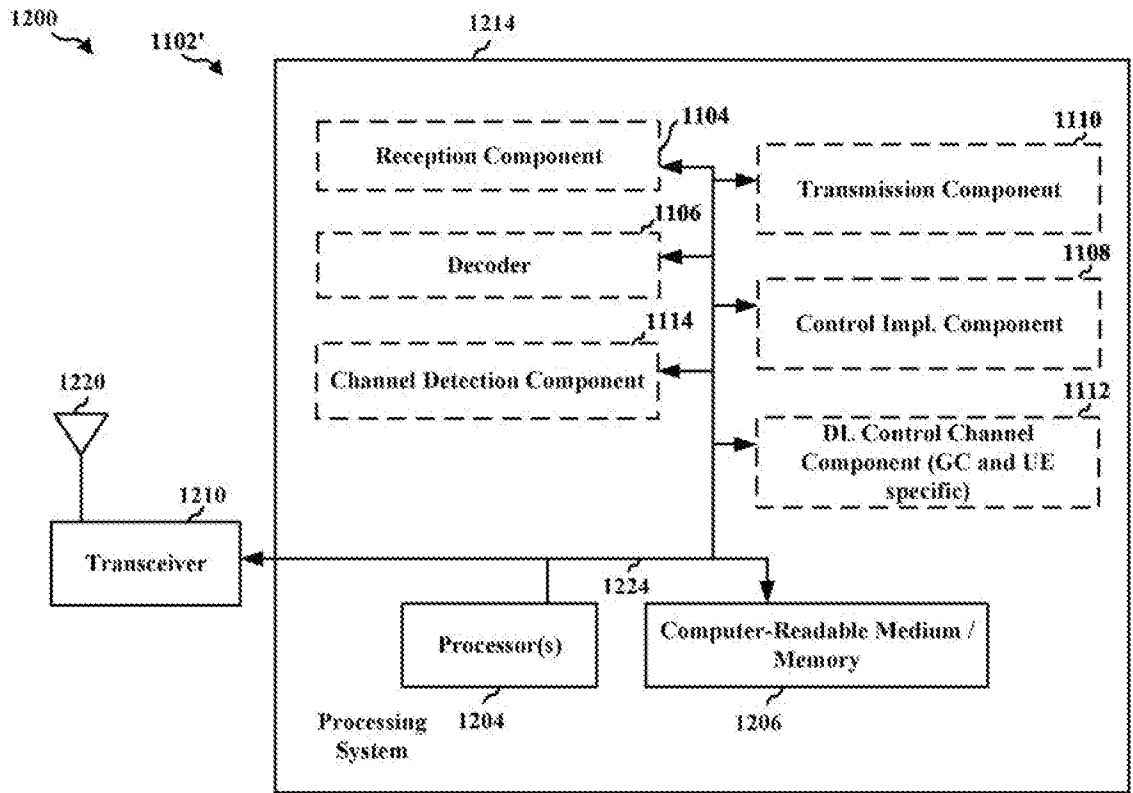 1200
1102'
1214
1104
Reception Component
1110
Transmission Component
1106
Decoder
1108
Control Impl. Component
1114
Channel Detection Component
1112
DL Control Channel
Component (GC and UE
specific)
1220
1210
Transceiver
1224
Processor(s)
1204
Computer-Readable Medium /
Memory
1206
Processing
System